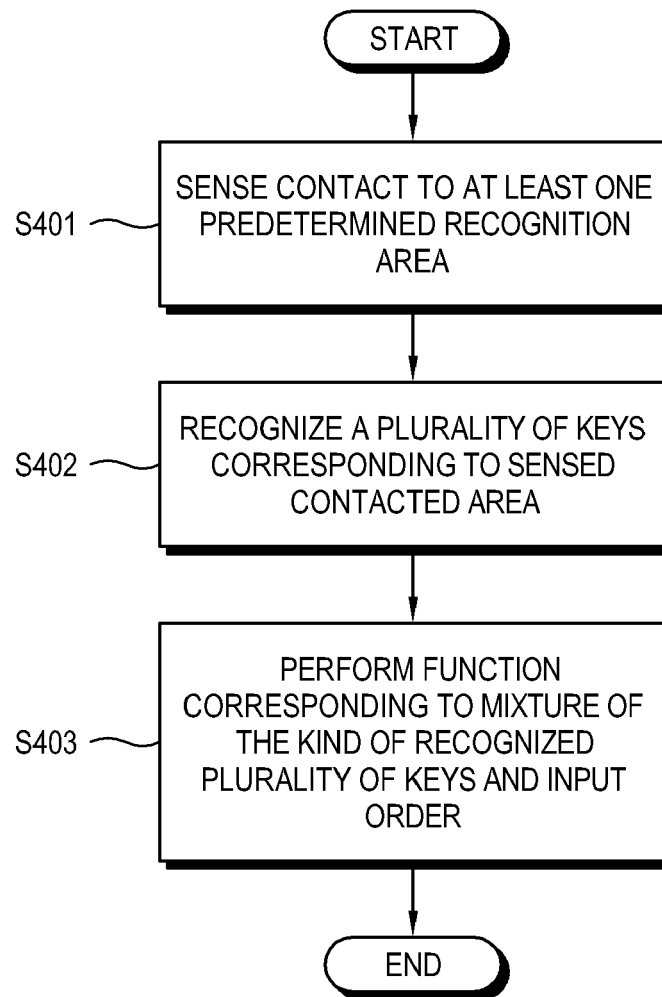 START
S401
SENSE CONTACT TO AT LEAST ONE
PREDETERMINED RECOGNITION
AREA
S402
RECOGNIZE A PLURALITY OF KEYS
CORRESPONDING TO SENSED
CONTACTED AREA
S403
PERFORM FUNCTION
CORRESPONDING TO MIXTURE OF
THE KIND OF RECOGNIZED
PLURALITY OF KEYS AND INPUT
ORDER
END